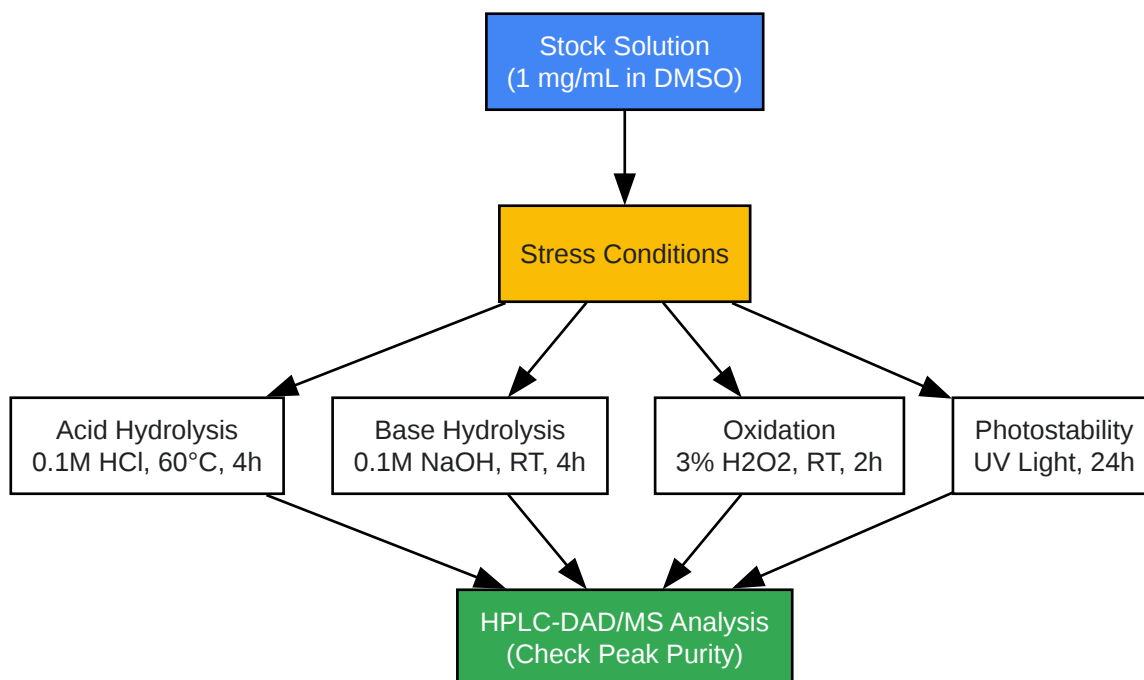 Stock Solution
(1 mg/mL in DMSO)
Stress Conditions
Acid Hydrolysis
0.1M HCl, 60°C, 4h
Base Hydrolysis
0.1M NaOH, RT, 4h
Oxidation
3% H2O2, RT, 2h
Photostability
UV Light, 24h
HPLC-DAD/MS Analysis
(Check Peak Purity)